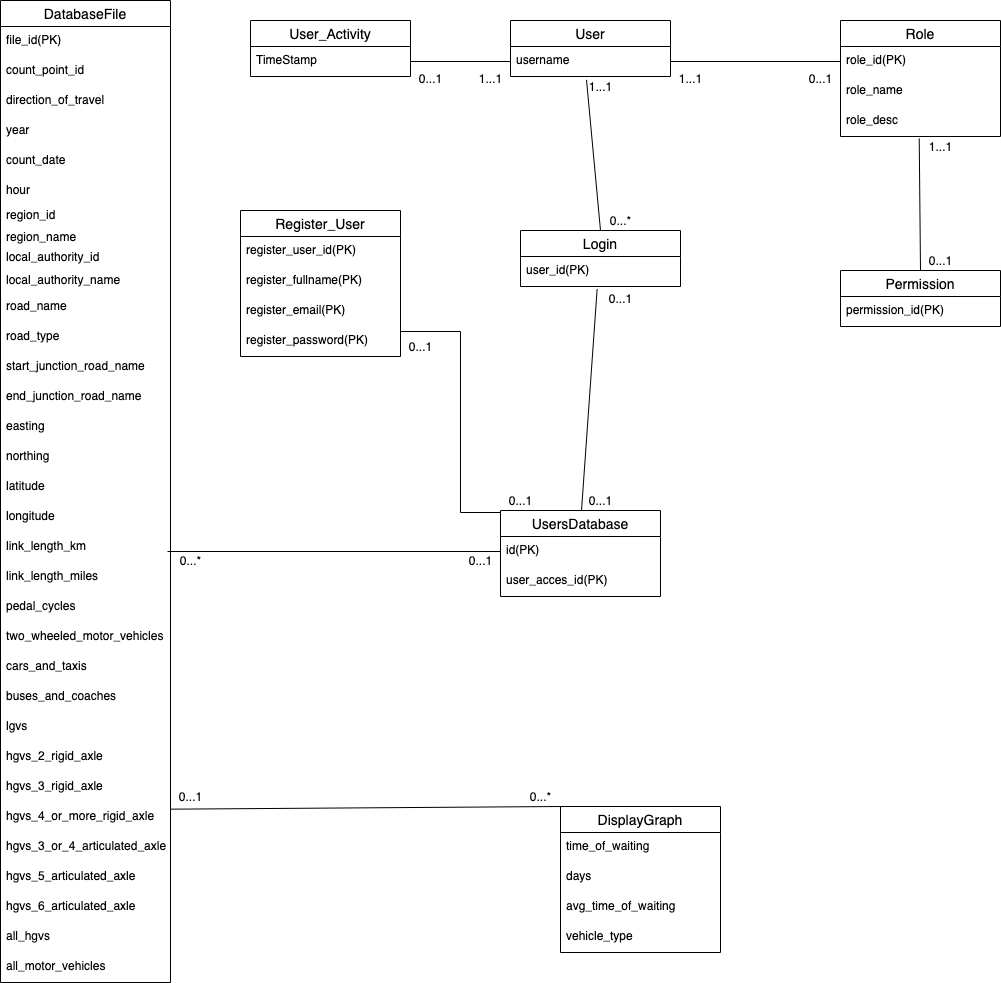 DatabaseFile
file_id(PK)
count_point_id
direction_of_travel
year
count_date
hour
region_id
region_name
local_authority_id
local_authority_name
road_name
road_type
start_junction_road_name
end_junction_road_name
easting
northing
latitude
longitude
link_length_km
link_length_miles
pedal_cycles
two_wheeled_motor_vehicles
cars_and_taxis
buses_and_coaches
lgvs
hgvs_2_rigid_axle
hgvs_3_rigid_axle
hgvs_4_or_more_rigid_axle
hgvs_3_or_4_articulated_axle
hgvs_5_articulated_axle
hgvs_6_articulated_axle
all_hgvs
all_motor_vehicles
User_Activity
TimeStamp
0...1
1...1
User
username
1...1
1...1
0...1
Role
role_id(PK)
role_name
role_desc
1...1
0...1
Permission
permission_id(PK)
0...*
Login
user_id(PK)
0...1
Register_User
register_user_id(PK)
register_fullname(PK)
register_email(PK)
register_password(PK)
0...1
0...1
0...1
UsersDatabase
id(PK)
user_acces_id(PK)
0...*
0...1
0...1
0...*
DisplayGraph
time_of_waiting
days
avg_time_of_waiting
vehicle_type